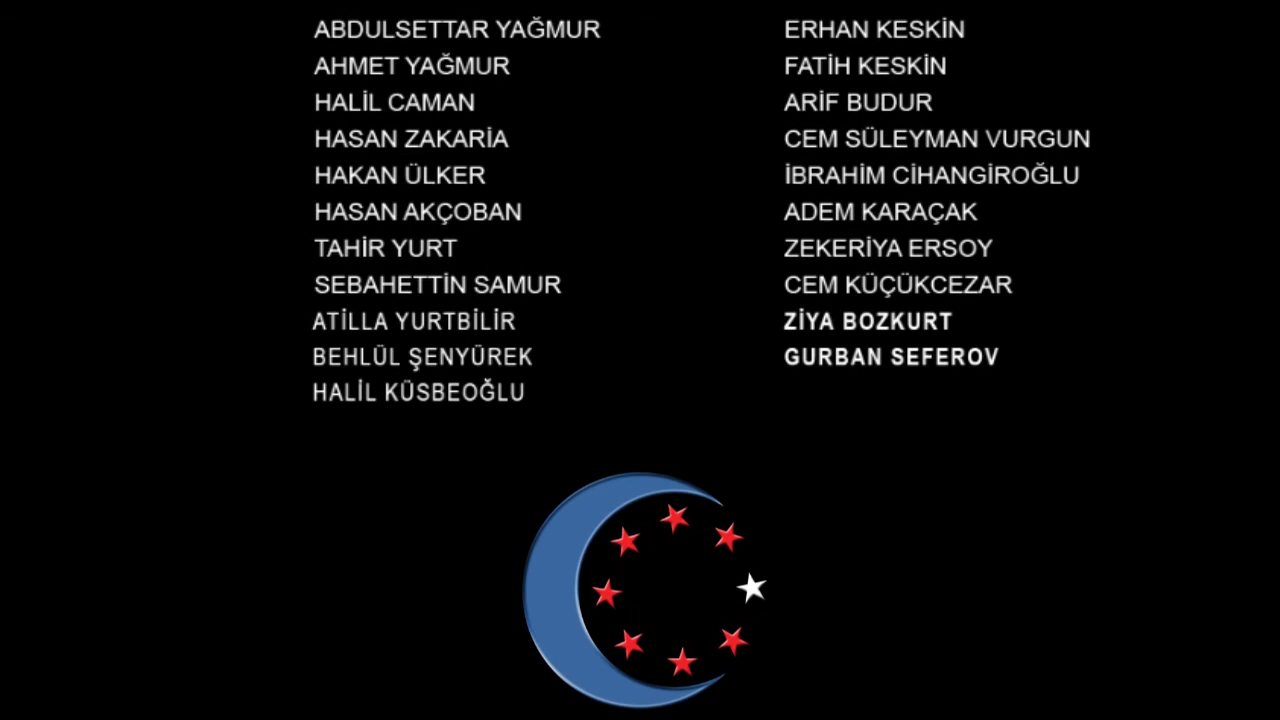 ABDULSETTAR YAĞMUR
AHMET YAĞMUR
HALİL CAMAN
HASAN ZAKARİA
HAKAN ÜLKER
HASAN AKÇOBAN
TAHİR YURT
SEBAHETTİN SAMUR
ATİLLA YURTBİLİR
BEHLÜL ŞENYÜREK
HALİL KÜSBEOĞLU
ERHAN KESKİN
FATİH KESKİN
ARİF BUDUR
CEM SÜLEYMAN VURGUN
İBRAHİM CİHANGİROĞLU
ADEM KARAÇAK
ZEKERİYA ERSOY
CEM KÜÇÜKCEZAR
ZİYA BOZKURT
GURBAN SEFEROV